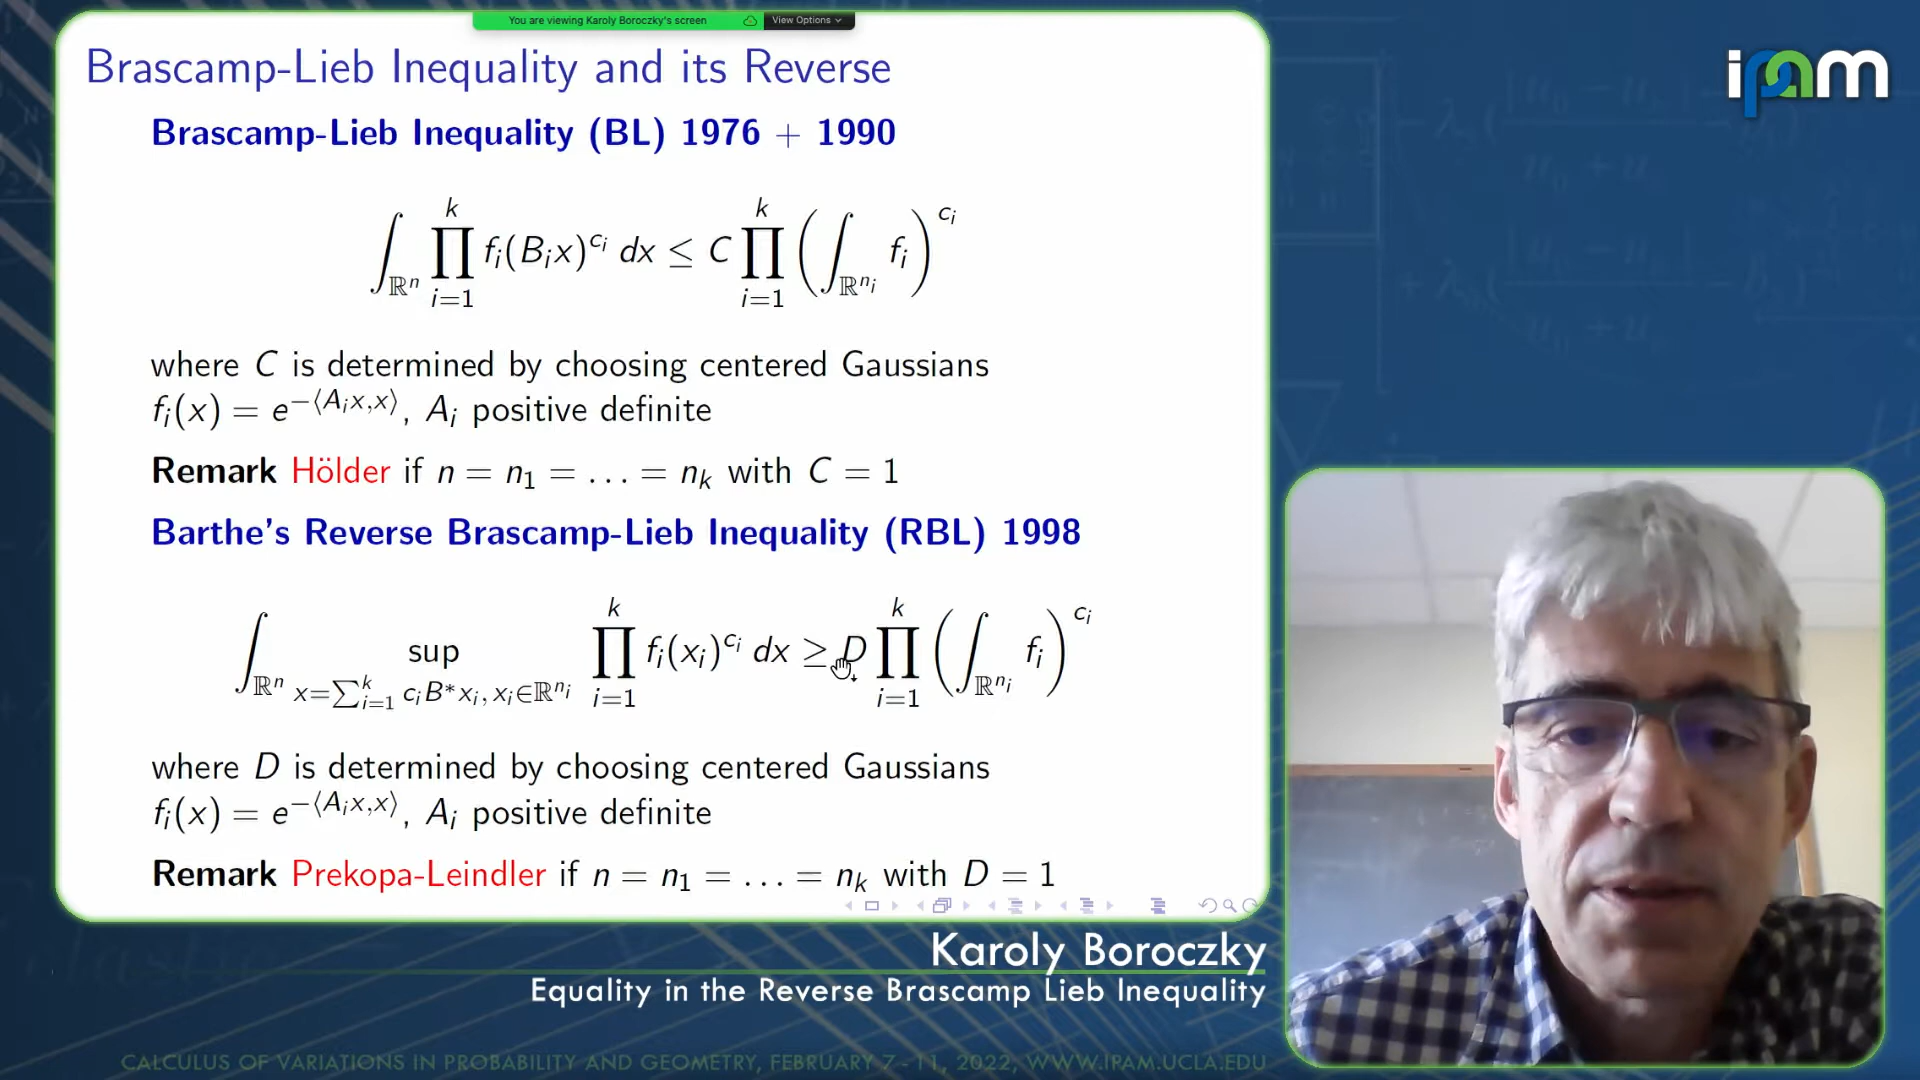 You are viewing Karoly Boroczky's screen View Options
Brascamp-Lieb Inequality and its Reverse
ipam
Brascamp-Lieb Inequality (BL) 1976 + 1990
∫_{ℝⁿ} ∏_{i=1}^{k} f_i(B_i x)^{c_i} dx ≤ C ∏_{i=1}^{k} (∫_{ℝ^{n_i}} f_i)^{c_i}
where C is determined by choosing centered Gaussians
f_i(x) = e^{−⟨A_i x,x⟩}, A_i positive definite
Remark Hölder if n = n_1 = … = n_k with C = 1
Barthe's Reverse Brascamp-Lieb Inequality (RBL) 1998
∫_{ℝⁿ} sup_{x=∑_{i=1}^{k} c_i B* x_i, x_i∈ℝ^{n_i}} ∏_{i=1}^{k} f_i(x_i)^{c_i} dx ≥ D ∏_{i=1}^{k} (∫_{ℝ^{n_i}} f_i)^{c_i}
where D is determined by choosing centered Gaussians
f_i(x) = e^{−⟨A_i x,x⟩}, A_i positive definite
Remark Prekopa-Leindler if n = n_1 = … = n_k with D = 1
Karoly Boroczky
Equality in the Reverse Brascamp Lieb Inequality
CALCULUS OF VARIATIONS IN PROBABILITY AND GEOMETRY, FEBRUARY 7 - 11, 2022, WWW.IPAM.UCLA.EDU